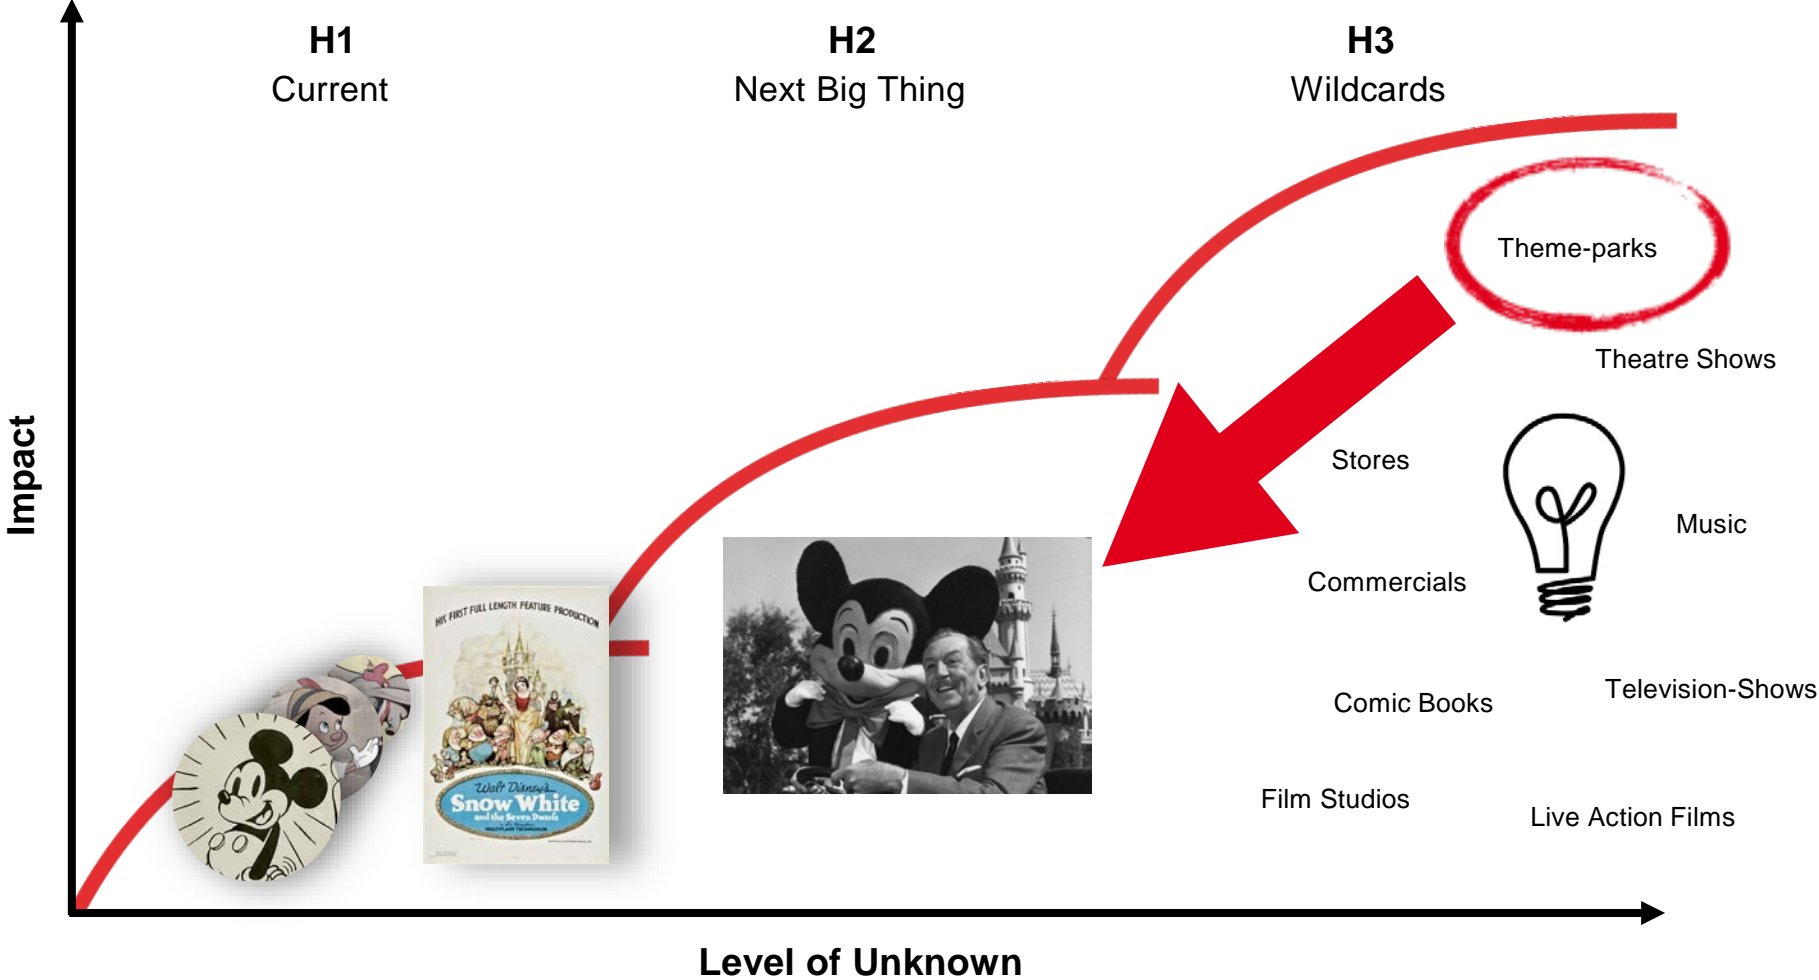 H1
Current
H2
Next Big Thing
H3
Wildcards
Impact
Theme-parks
Theatre Shows
Stores
Music
Commercials
Comic Books
Television-Shows
Film Studios
Live Action Films
HIS FIRST FULL LENGTH FEATURE PRODUCTION
Walt Disney's
Snow White
and the Seven Dwarfs
MULTIPLANE TECHNICOLOR
Level of Unknown